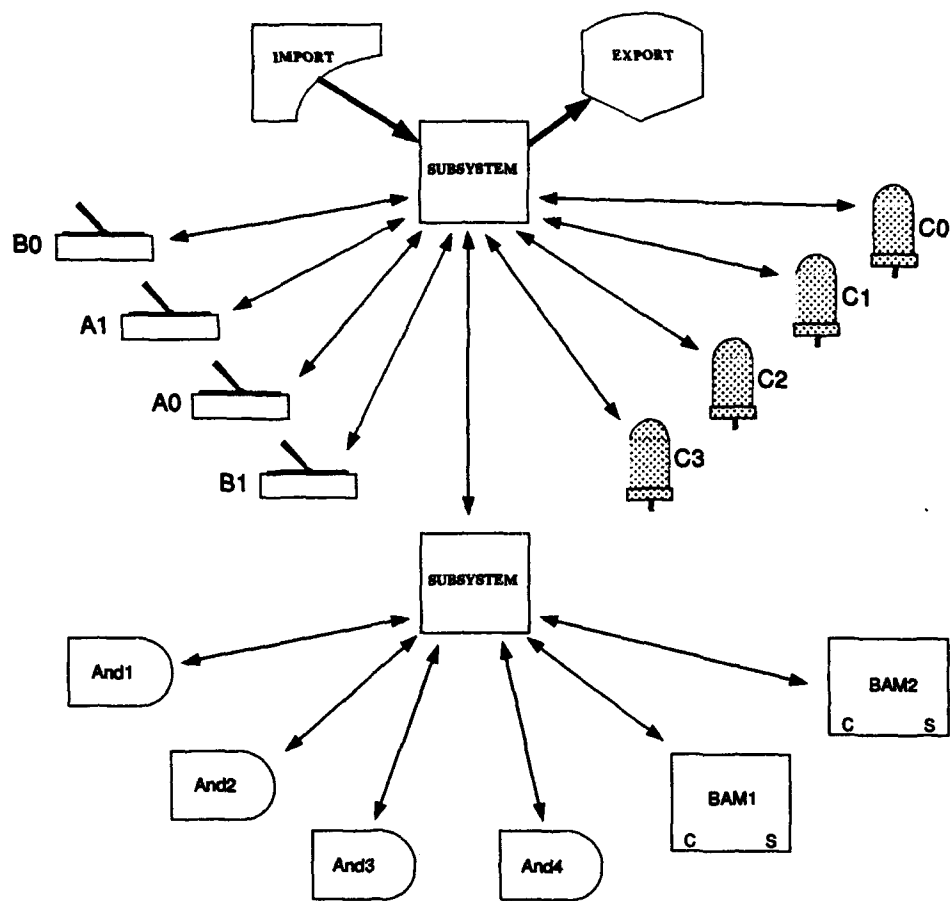 IMPORT
EXPORT
SUBSYSTEM
B0
C0
A1
C1
A0
C2
B1
C3
SUBSYSTEM
And1
BAM2
C S
And2
BAM1
C S
And3
And4